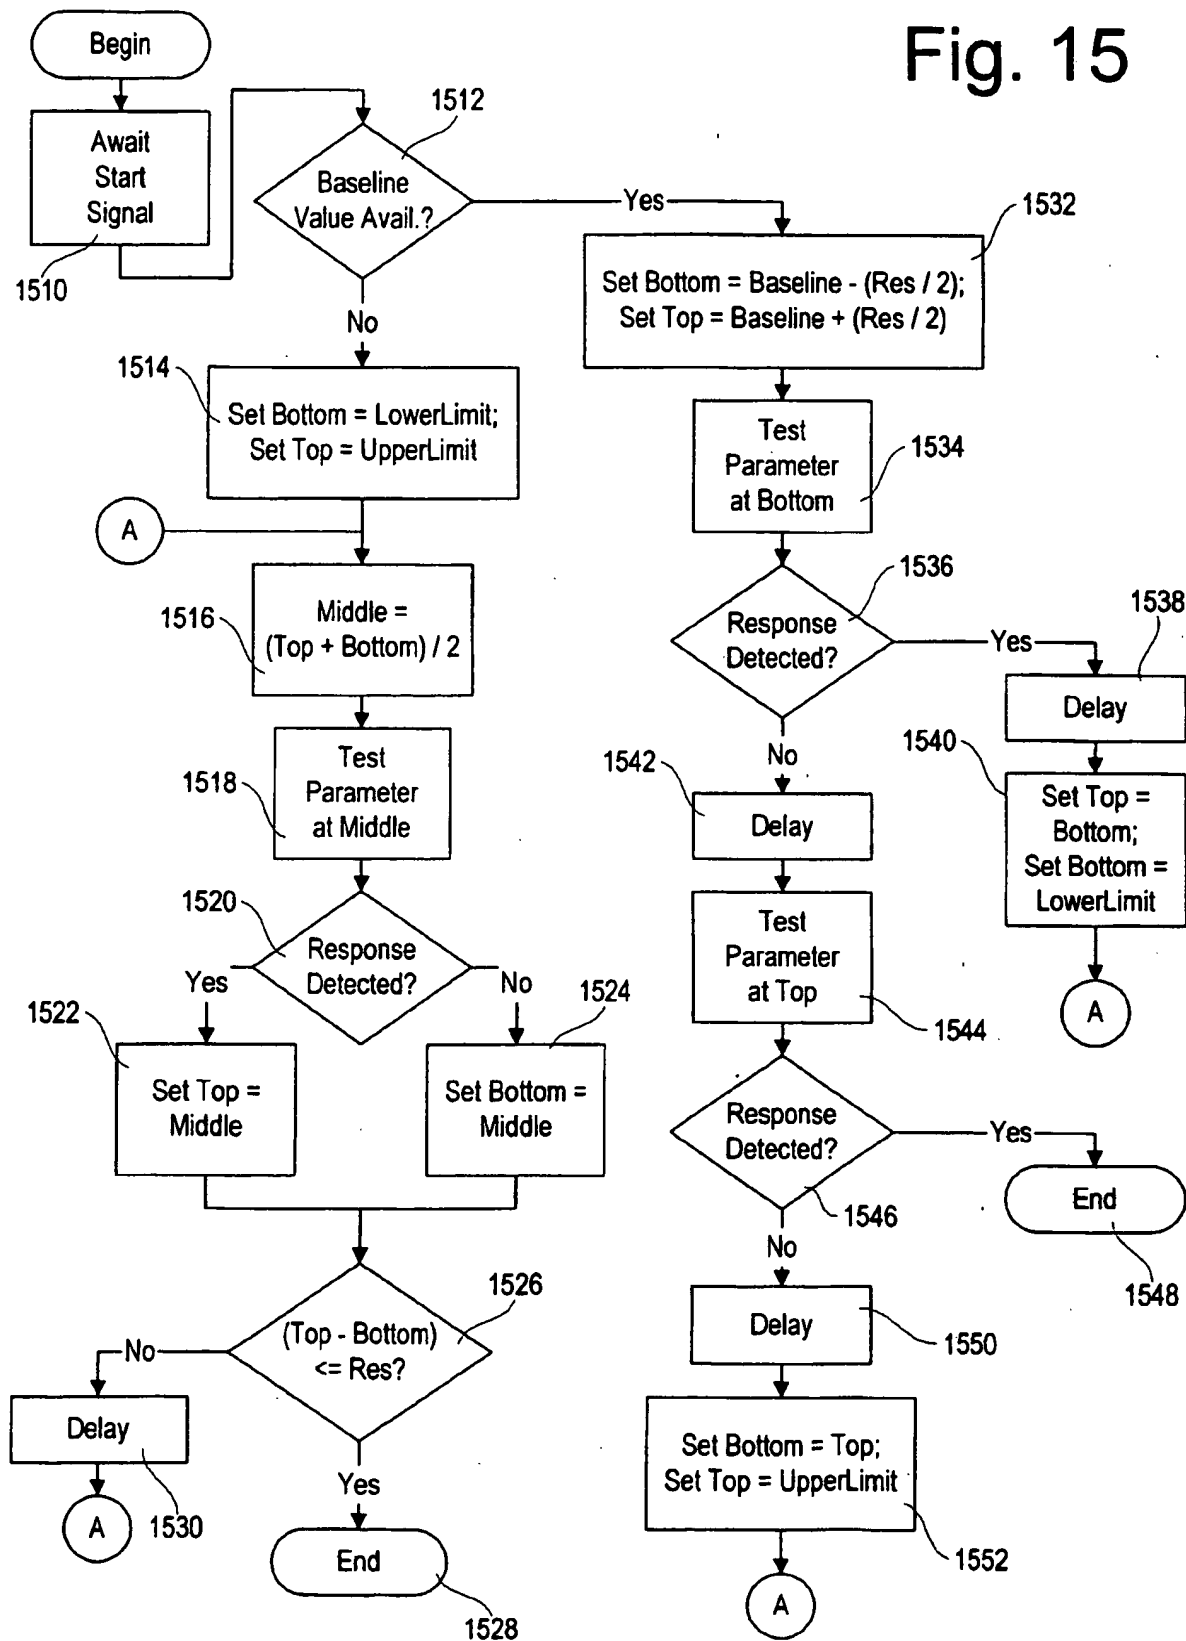 Fig. 15
Begin
Await
Start
Signal
1510
1512
Baseline
Value Avail.?
Yes
No
1514
Set Bottom = LowerLimit;
Set Top = UpperLimit
A
1516
Middle =
(Top + Bottom) / 2
1518
Test
Parameter
at Middle
1520
Response
Detected?
Yes
No
1522
Set Top =
Middle
1524
Set Bottom =
Middle
1526
(Top - Bottom)
<= Res?
No
Delay
1530
A
Yes
End
1528
1532
Set Bottom = Baseline - (Res / 2);
Set Top = Baseline + (Res / 2)
1534
Test
Parameter
at Bottom
1536
Response
Detected?
Yes
1538
Delay
1540
Set Top =
Bottom;
Set Bottom =
LowerLimit
A
No
1542
Delay
Test
Parameter
at Top
1544
Response
Detected?
1546
Yes
End
1548
No
Delay
1550
Set Bottom = Top;
Set Top = UpperLimit
1552
A